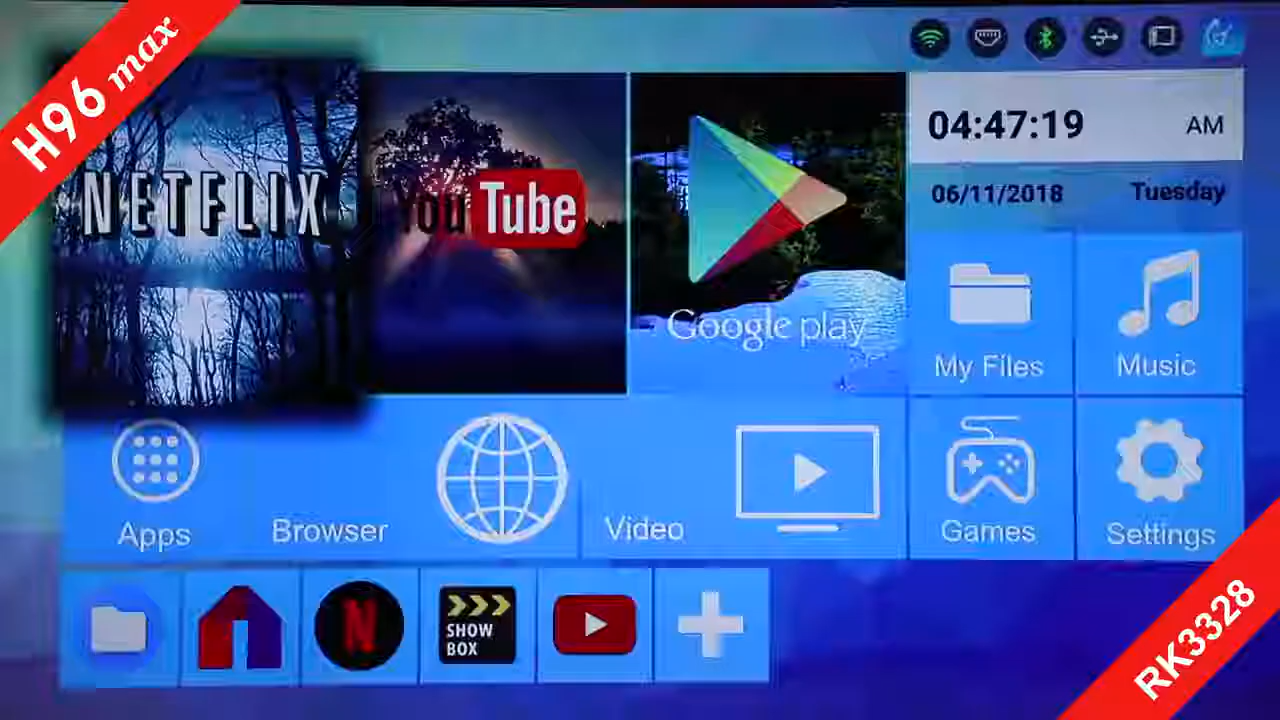 H96 max
NETFLIX
YouTube
Google play
04:47:19 AM
06/11/2018 Tuesday
My Files
Music
Apps
Browser
Video
Games
Settings
N
SHOW
BOX
RK3328